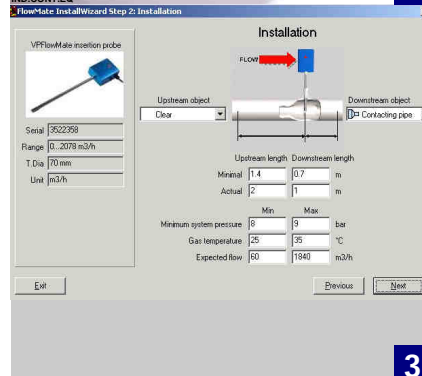 FlowMate InstallWizard Step 2: Installation
VPFlowMate insertion probe
Serial 3522358
Range 0...2078 m3/h
T.Dia 70 mm
Unit m3/h
Installation
FLOW
Upstream object
Clear
Downstream object
Contacting pipe
Upstream length Downstream length
Minimal 1.4 0.7 m
Actual 2 1 m
Min Max
Minimum system pressure 8 9 bar
Gas temperature 25 35 °C
Expected flow 60 1840 m3/h
Exit
Previous
Next
3